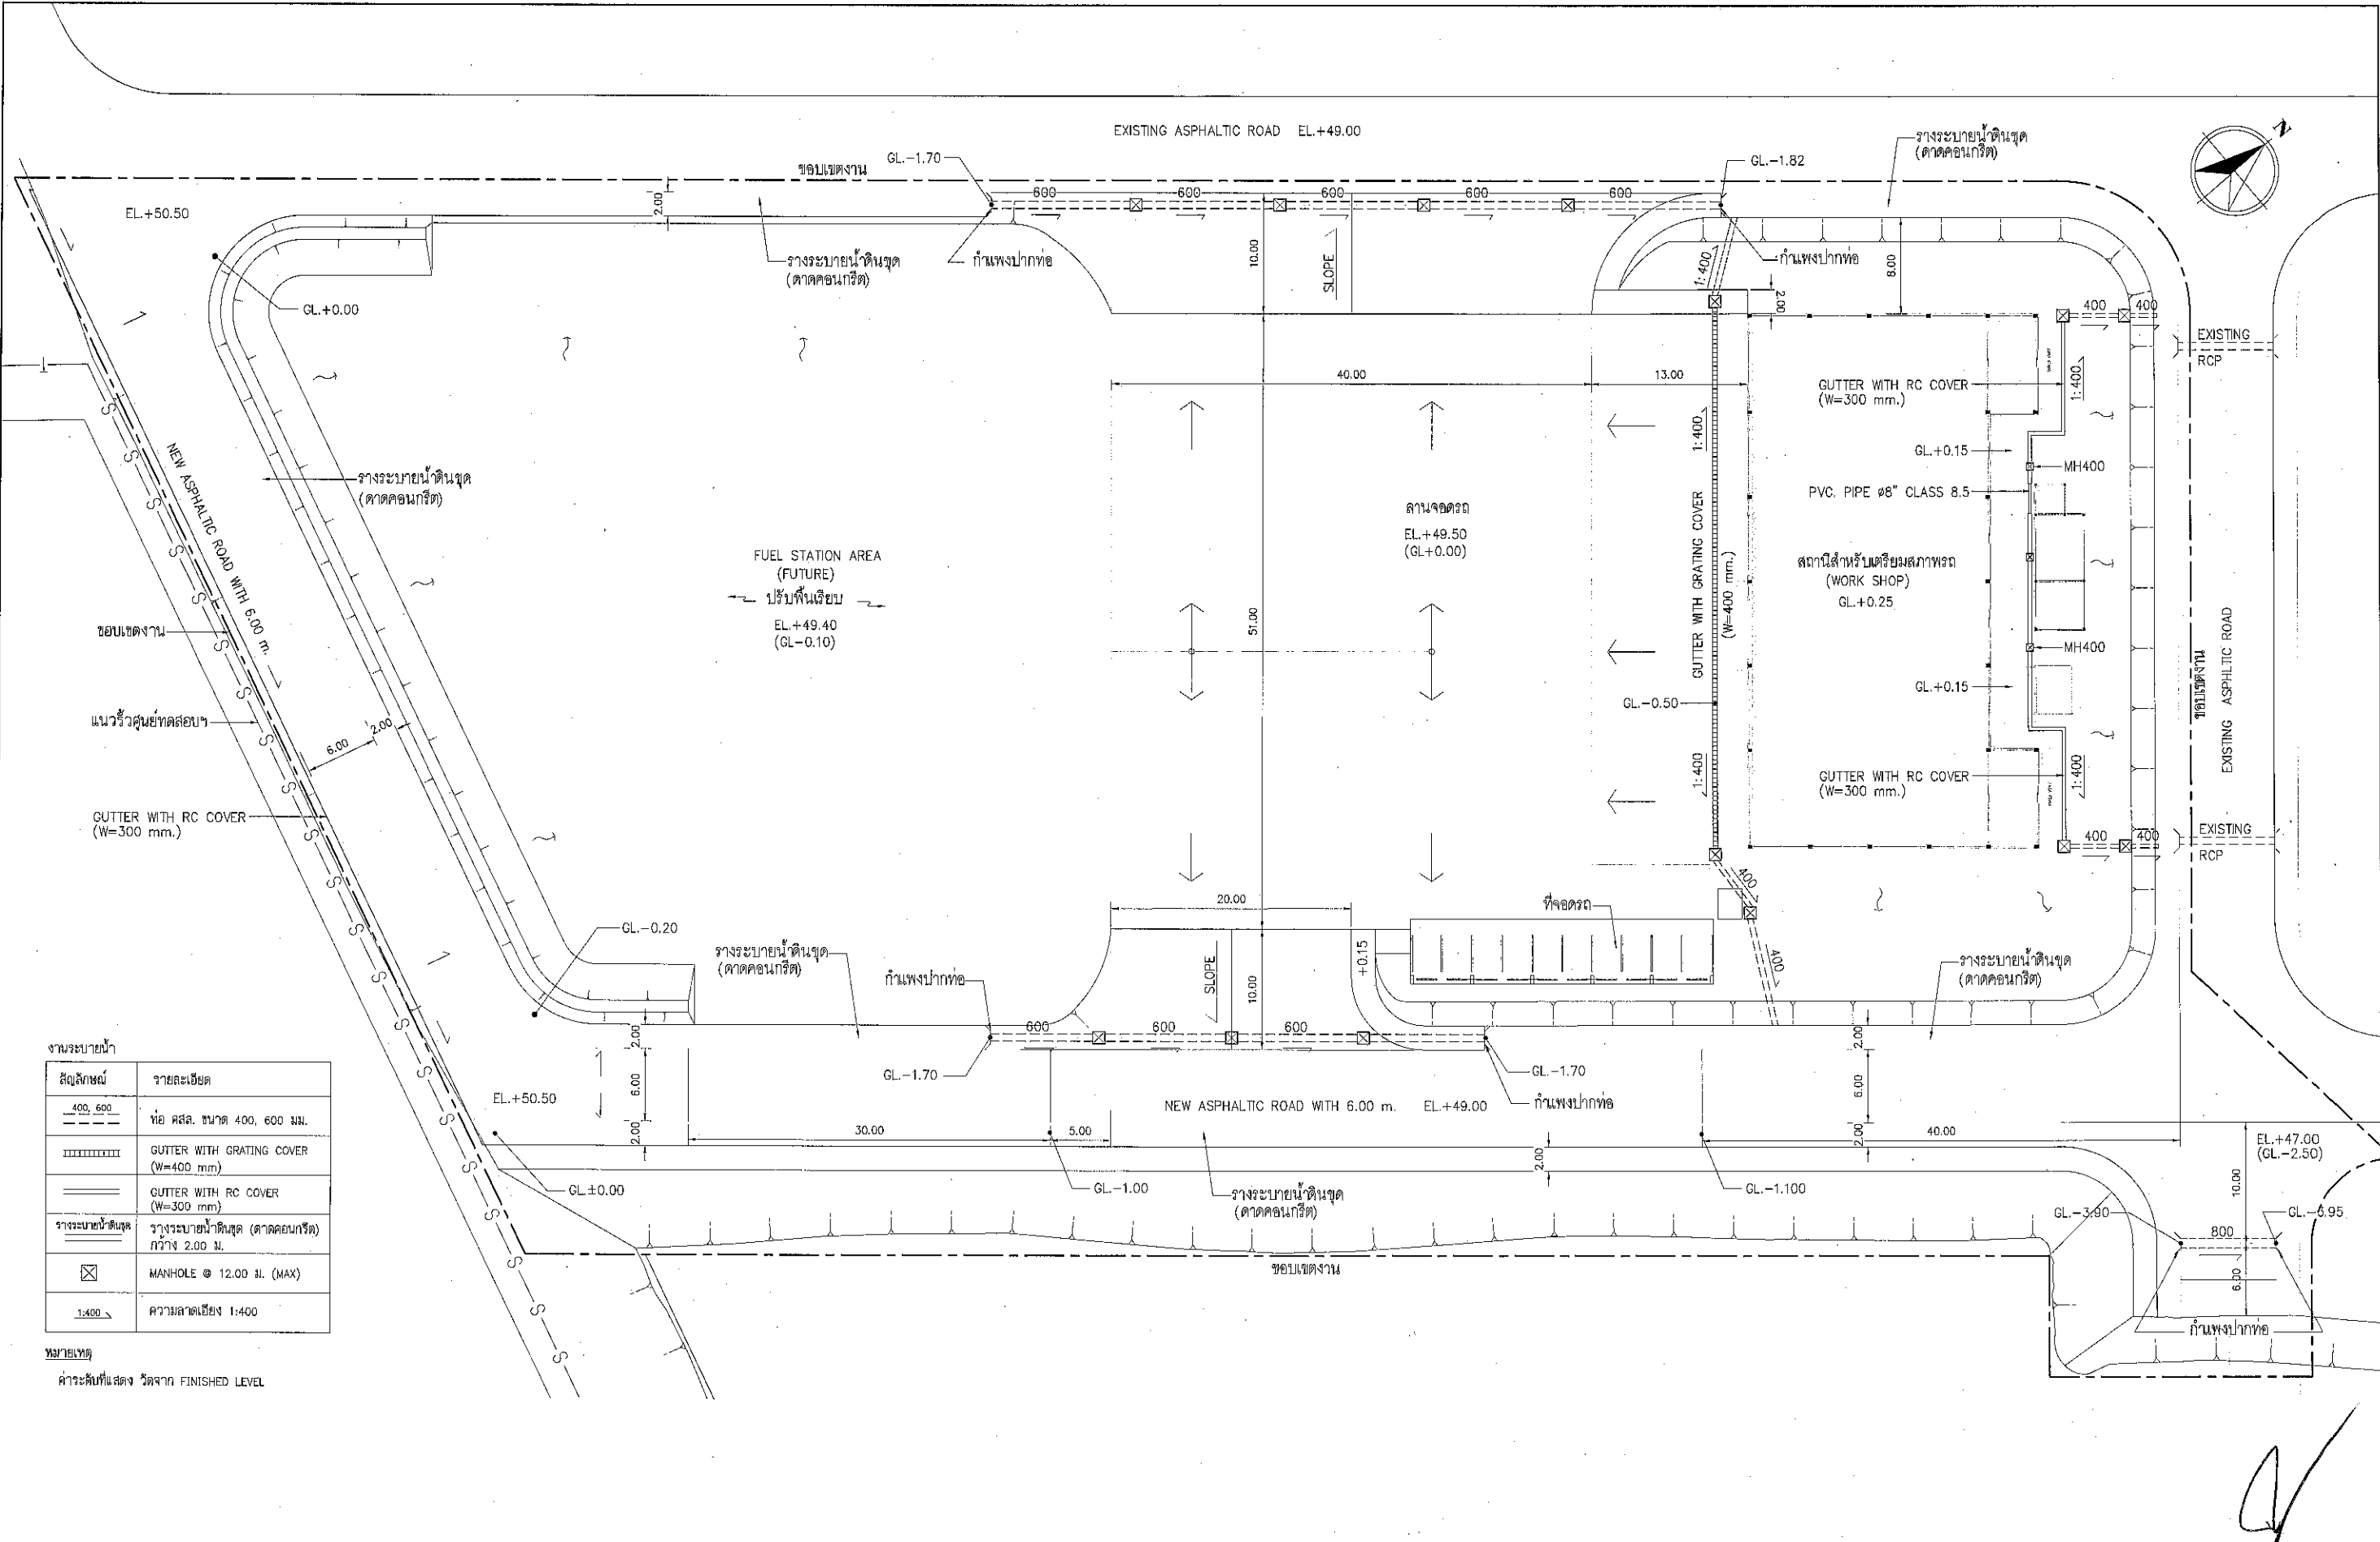 EXISTING ASPHALTIC ROAD EL.+49.00
N
รางระบายน้ำดินขุด
(ดาดคอนกรีต)
GL.-1.70
ขอบเขตงาน
GL.-1.82
EL.+50.50
2.00
600
600
600
600
600
รางระบายน้ำดินขุด
(ดาดคอนกรีต)
กำแพงปากท่อ
10.00
SLOPE
1:400
กำแพงปากท่อ
8.00
2.00
GL.+0.00
400
400
EXISTING
RCP
40.00
13.00
GUTTER WITH RC COVER
(W=300 mm.)
1:400
1:400
NEW ASPHALTIC ROAD WITH 6.00 m.
รางระบายน้ำดินขุด
(ดาดคอนกรีต)
GL.+0.15
MH400
PVC. PIPE ø8" CLASS 8.5
ลานจอดรถ
EL.+49.50
(GL+0.00)
GUTTER WITH GRATING COVER
(W=400 mm.)
FUEL STATION AREA
(FUTURE)
ปรับพื้นเรียบ
EL.+49.40
(GL-0.10)
สถานีสำหรับเตรียมสภาพรถ
(WORK SHOP)
GL.+0.25
51.00
ขอบเขตงาน
MH400
ขอบเขตงาน
EXISTING ASPHLTIC ROAD
GL.+0.15
GL.-0.50
แนวรั้วศูนย์ทดสอบฯ
6.00
2.00
1:400
GUTTER WITH RC COVER
(W=300 mm.)
1:400
GUTTER WITH RC COVER
(W=300 mm.)
400
400
EXISTING
RCP
400
20.00
ที่จอดรถ
GL.-0.20
รางระบายน้ำดินขุด
(ดาดคอนกรีต)
กำแพงปากท่อ
SLOPE
10.00
+0.15
400
รางระบายน้ำดินขุด
(ดาดคอนกรีต)
600
600
600
2.00
2.00
GL.-1.70
GL.-1.70
EL.+50.50
6.00
NEW ASPHALTIC ROAD WITH 6.00 m. EL.+49.00
กำแพงปากท่อ
6.00
2.00
30.00
5.00
2.00
40.00
EL.+47.00
(GL.-2.50)
2.00
GL.±0.00
GL.-1.00
รางระบายน้ำดินขุด
(ดาดคอนกรีต)
GL.-1.100
10.00
GL.-3.90
800
ขอบเขตงาน
6.00
กำแพงปากท่อ
งานระบายน้ำ
สัญลักษณ์ รายละเอียด
400, 600 ท่อ คสล. ขนาด 400, 600 มม.
GUTTER WITH GRATING COVER
(W=400 mm)
GUTTER WITH RC COVER
(W=300 mm)
รางระบายน้ำดินขุด รางระบายน้ำดินขุด (ดาดคอนกรีต)
กว้าง 2.00 ม.
MANHOLE @ 12.00 ม. (MAX)
1:400 ความลาดเอียง 1:400
หมายเหตุ
ค่าระดับที่แสดง วัดจาก FINISHED LEVEL